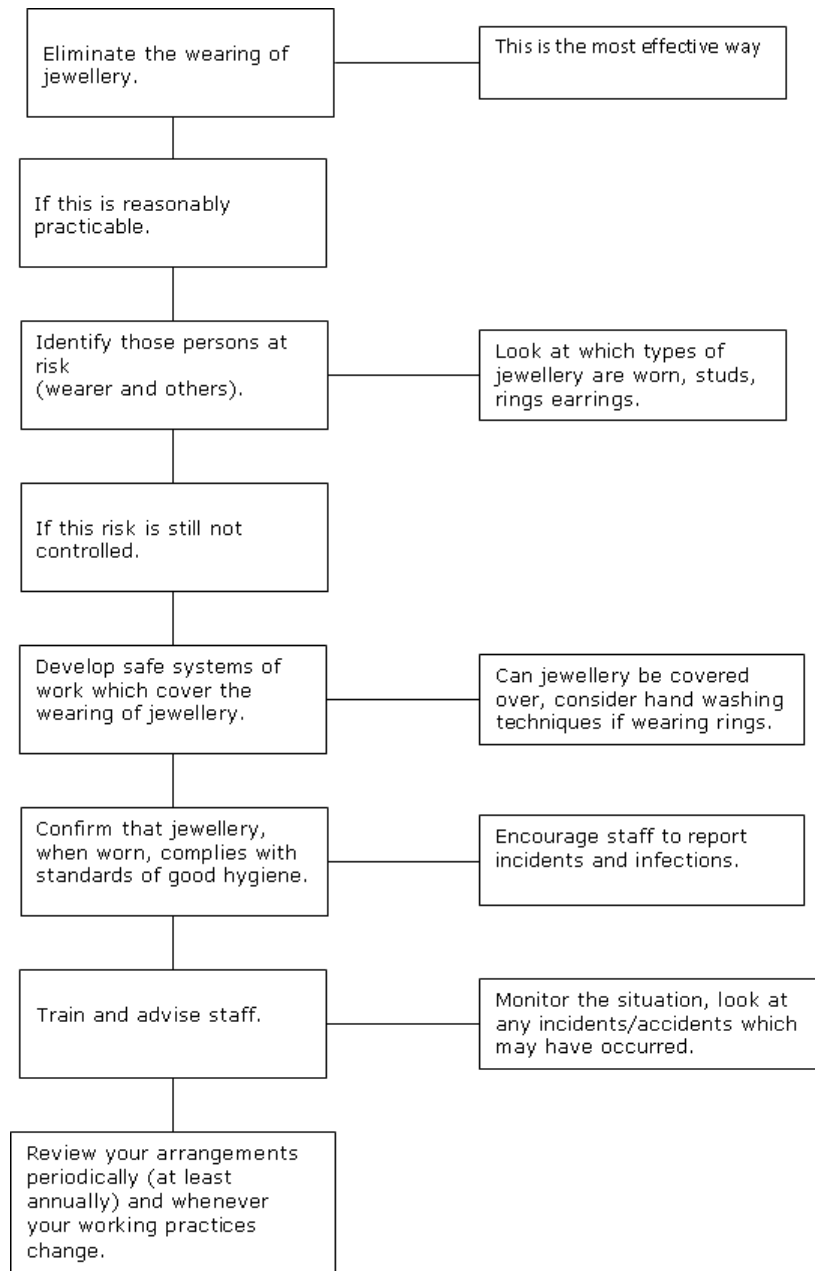 Eliminate the wearing of
jewellery.
This is the most effective way
If this is reasonably
practicable.
Identify those persons at
risk
(wearer and others).
Look at which types of
jewellery are worn, studs,
rings earrings.
If this risk is still not
controlled.
Develop safe systems of
work which cover the
wearing of jewellery.
Can jewellery be covered
over, consider hand washing
techniques if wearing rings.
Confirm that jewellery,
when worn, complies with
standards of good hygiene.
Encourage staff to report
incidents and infections.
Train and advise staff.
Monitor the situation, look at
any incidents/accidents which
may have occurred.
Review your arrangements
periodically (at least
annually) and whenever
your working practices
change.